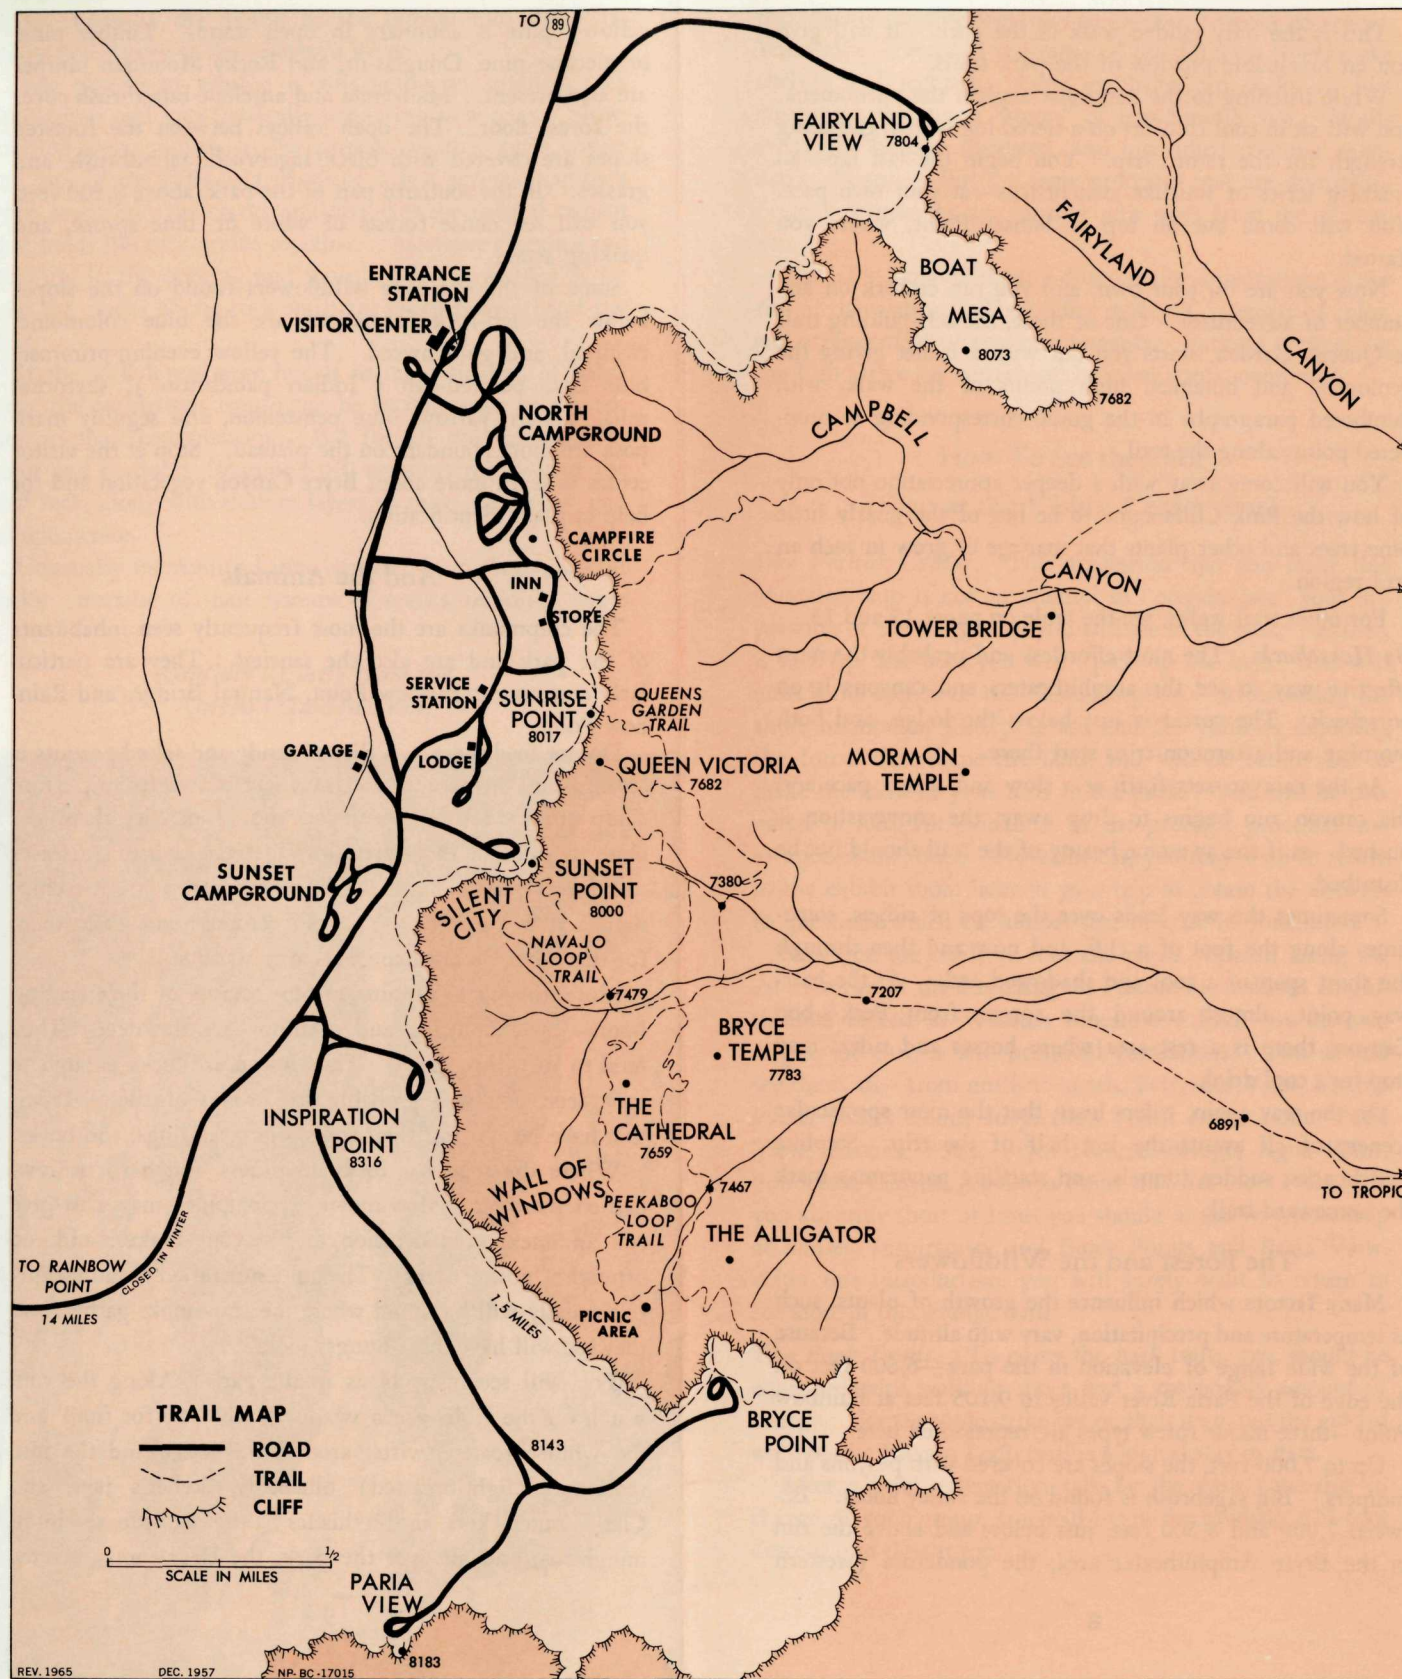 TO 89
FAIRYLAND
VIEW 7804
FAIRYLAND
CANYON
BOAT
MESA
8073
7682
ENTRANCE
STATION
VISITOR CENTER
NORTH
CAMPGROUND
CAMPBELL
CANYON
CAMPFIRE
CIRCLE
INN
STORE
TOWER BRIDGE
SERVICE
STATION
SUNRISE
POINT
8017
QUEENS
GARDEN
TRAIL
GARAGE
LODGE
QUEEN VICTORIA
7682
MORMON
TEMPLE
SUNSET
CAMPGROUND
SILENT
CITY
SUNSET
POINT
8000
7380
NAVAJO
LOOP
TRAIL
7479
7207
BRYCE
TEMPLE
7783
INSPIRATION
POINT
8316
THE
CATHEDRAL
7659
6891
WALL OF
WINDOWS
7467
TO TROPIC
PEEKABOO
LOOP
TRAIL
THE ALLIGATOR
TO RAINBOW
POINT
14 MILES
CLOSED IN WINTER
1.5 MILES
PICNIC
AREA
BRYCE
POINT
TRAIL MAP
ROAD
TRAIL
CLIFF
8143
0 1/2
SCALE IN MILES
PARIA
VIEW
8183
REV. 1965 DEC. 1957 NP-BC-17015